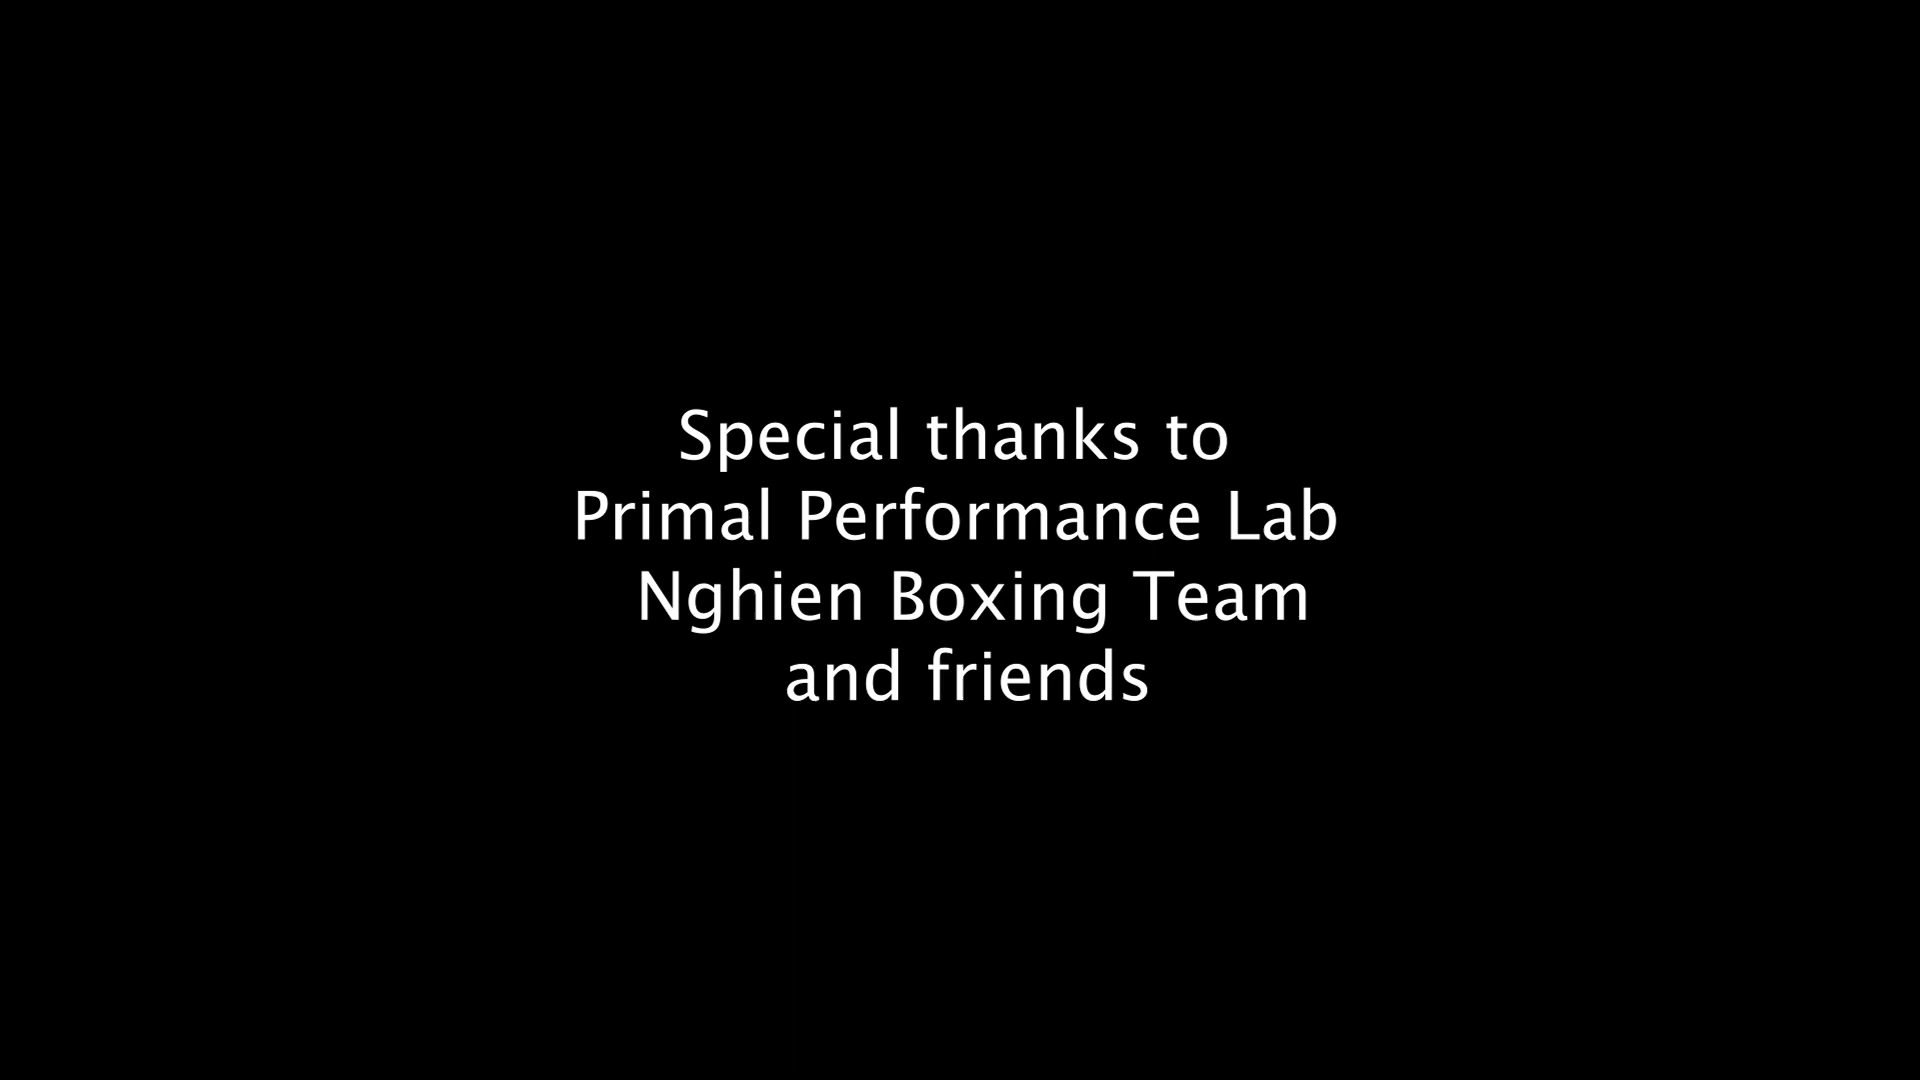 Special thanks to
Primal Performance Lab
Nghien Boxing Team
and friends